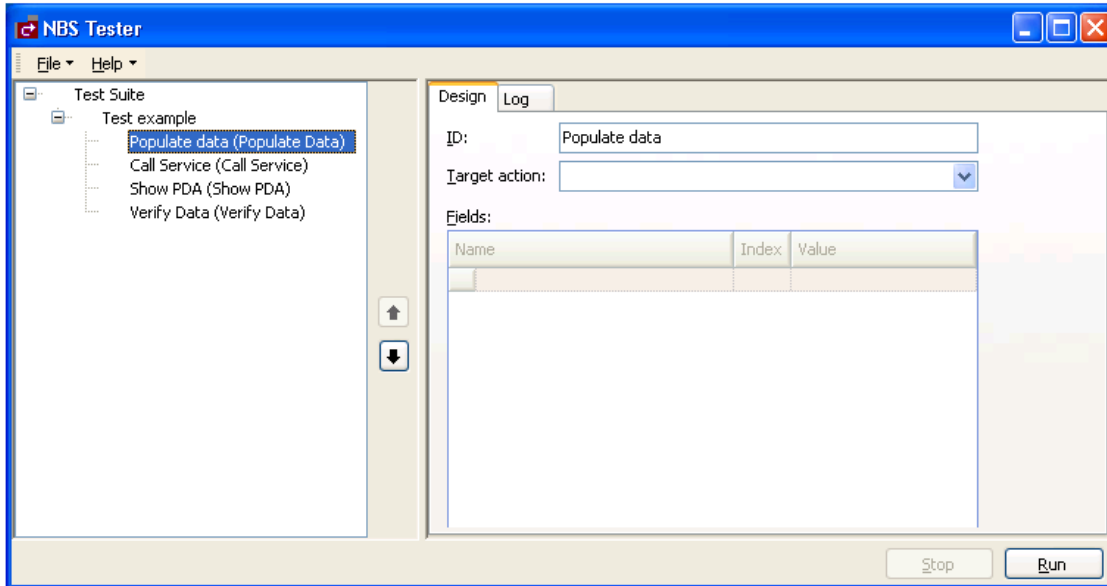 NBS Tester
File Help
Test Suite
Test example
Populate data (Populate Data)
Call Service (Call Service)
Show PDA (Show PDA)
Verify Data (Verify Data)
Design Log
ID: Populate data
Target action:
Fields:
Name Index Value
Stop Run